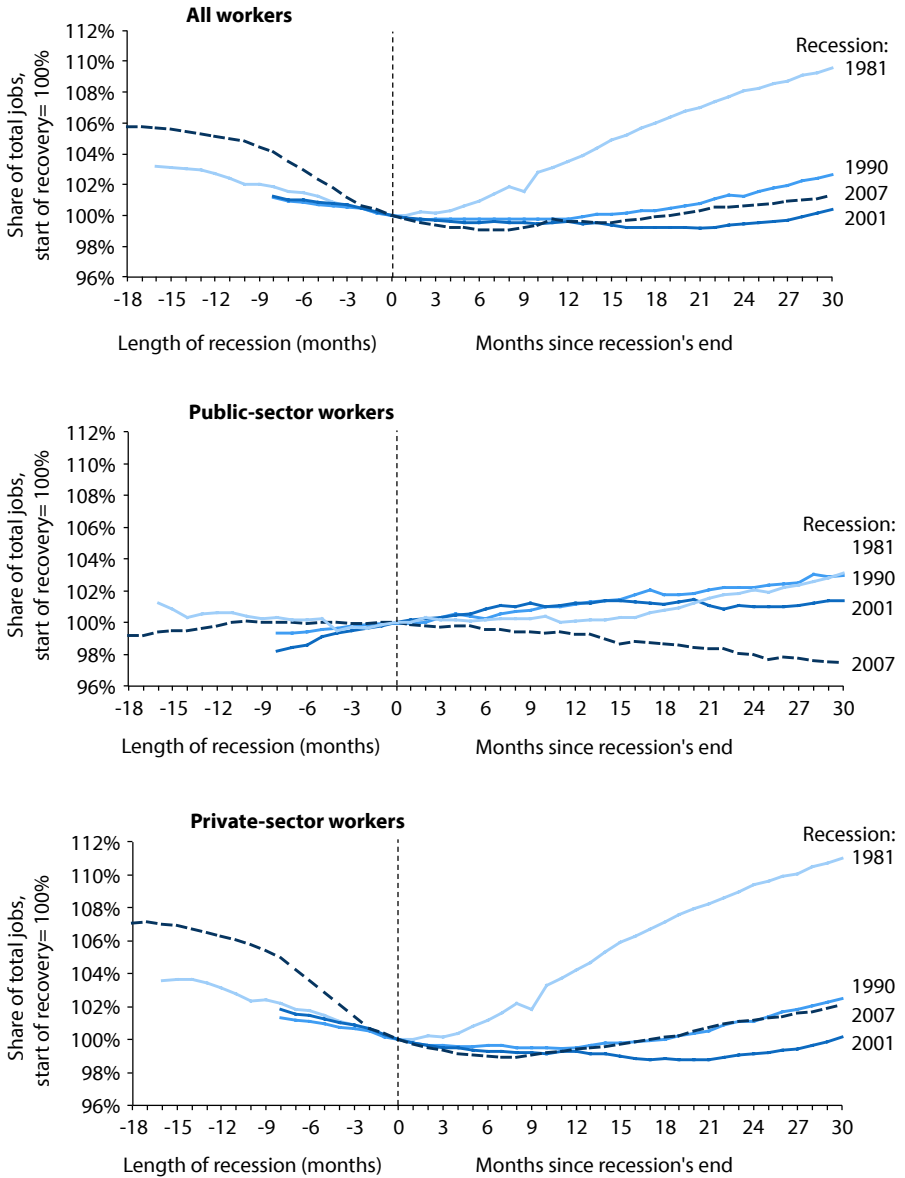 All workers
Share of total jobs,
start of recovery= 100%
112%
110%
108%
106%
104%
102%
100%
98%
96%
-18 -15 -12 -9 -6 -3 0 3 6 9 12 15 18 21 24 27 30
Length of recession (months) Months since recession's end
Recession:
1981
1990
2007
2001
Public-sector workers
Share of total jobs,
start of recovery= 100%
112%
110%
108%
106%
104%
102%
100%
98%
96%
-18 -15 -12 -9 -6 -3 0 3 6 9 12 15 18 21 24 27 30
Length of recession (months) Months since recession's end
Recession:
1981
1990
2001
2007
Private-sector workers
Share of total jobs,
start of recovery= 100%
112%
110%
108%
106%
104%
102%
100%
98%
96%
-18 -15 -12 -9 -6 -3 0 3 6 9 12 15 18 21 24 27 30
Length of recession (months) Months since recession's end
Recession:
1981
1990
2007
2001